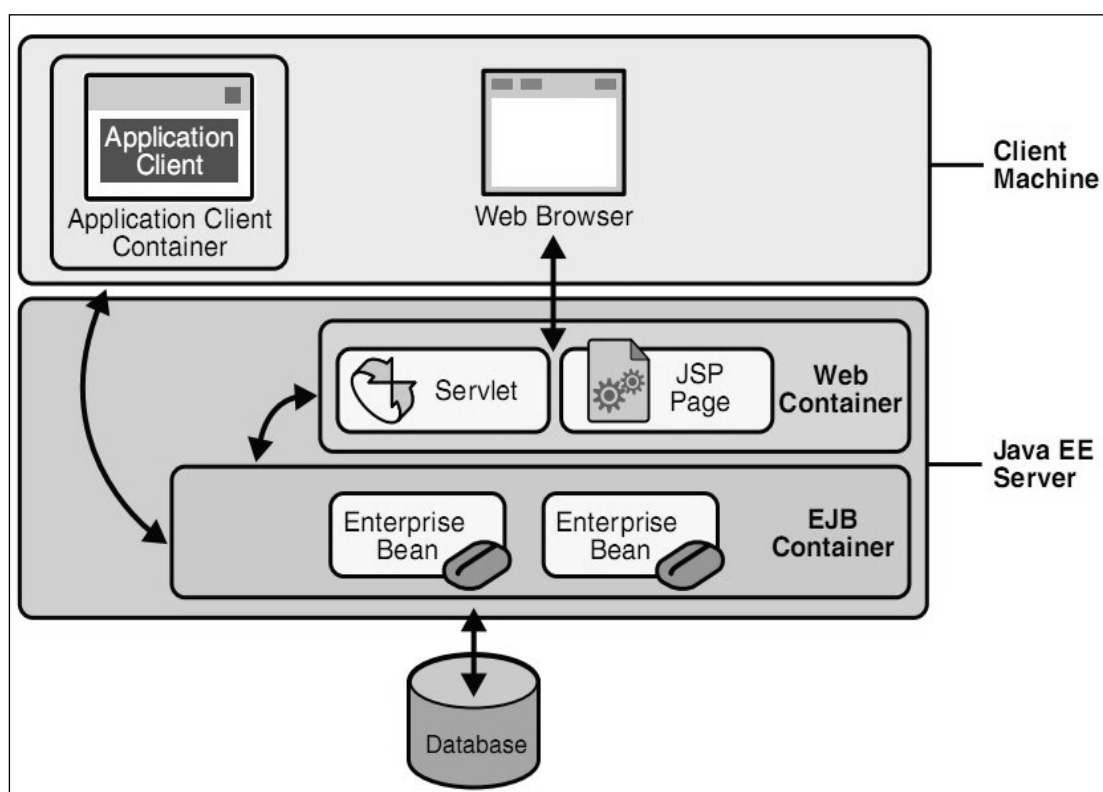 Application
Client
Application Client
Container
Web Browser
Client
Machine
Servlet
JSP
Page
Web
Container
Java EE
Server
Enterprise
Bean
Enterprise
Bean
EJB
Container
Database